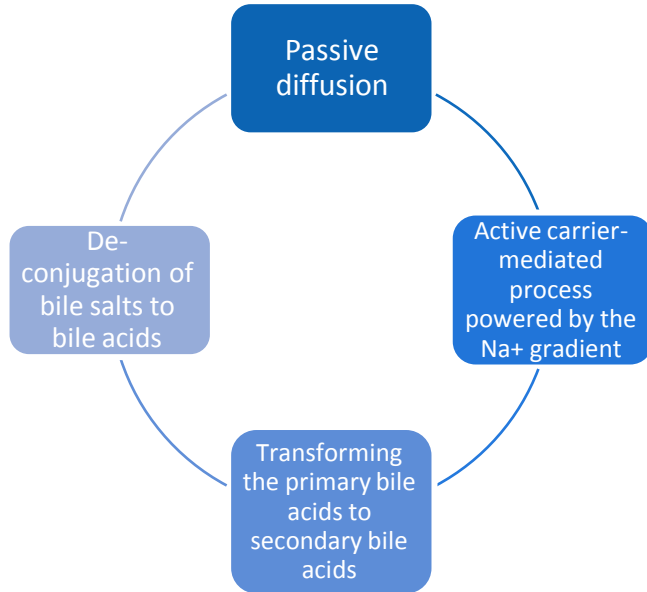 Passive
diffusion
Active carrier-
mediated
process
powered by the
Na+ gradient
Transforming
the primary bile
acids to
secondary bile
acids
De-
conjugation of
bile salts to
bile acids